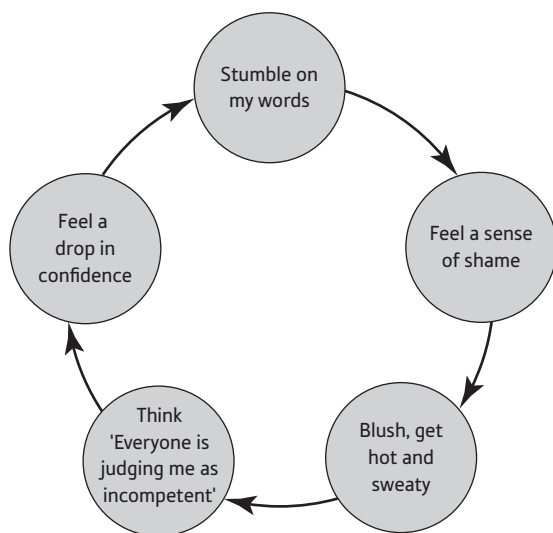 Stumble on
my words
Feel a sense
of shame
Blush, get
hot and
sweaty
Think
'Everyone is
judging me as
incompetent'
Feel a
drop in
confidence